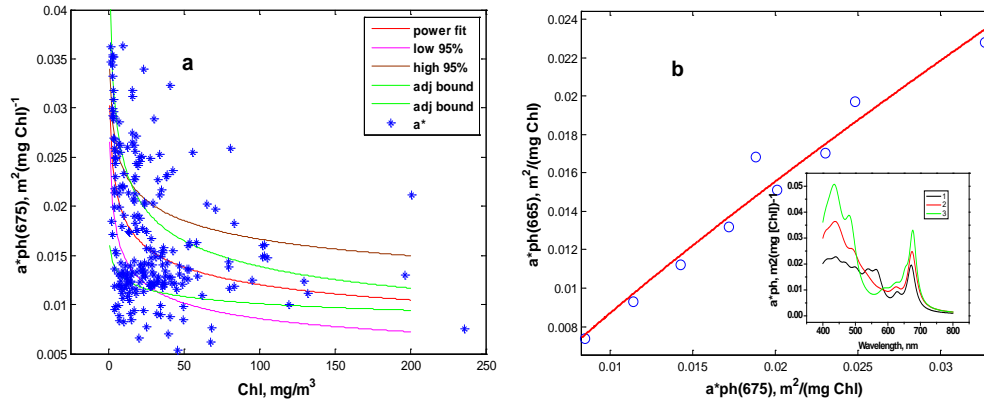 a
power fit
low 95%
high 95%
adj bound
adj bound
a*
a*ph(675), m²(mg Chl)⁻¹
0.04
0.035
0.03
0.025
0.02
0.015
0.01
0.005
0 50 100 150 200 250
Chl, mg/m³
b
a*ph(665), m²/(mg Chl)
0.024
0.022
0.02
0.018
0.016
0.014
0.012
0.01
0.008
0.01 0.015 0.02 0.025 0.03
a*ph(675), m²/(mg Chl)
a*ph, m2(mg [Chl])-1
0.05
0.04
0.03
0.02
0.01
0.00
1
2
3
400 500 600 700 800
Wavelength, nm